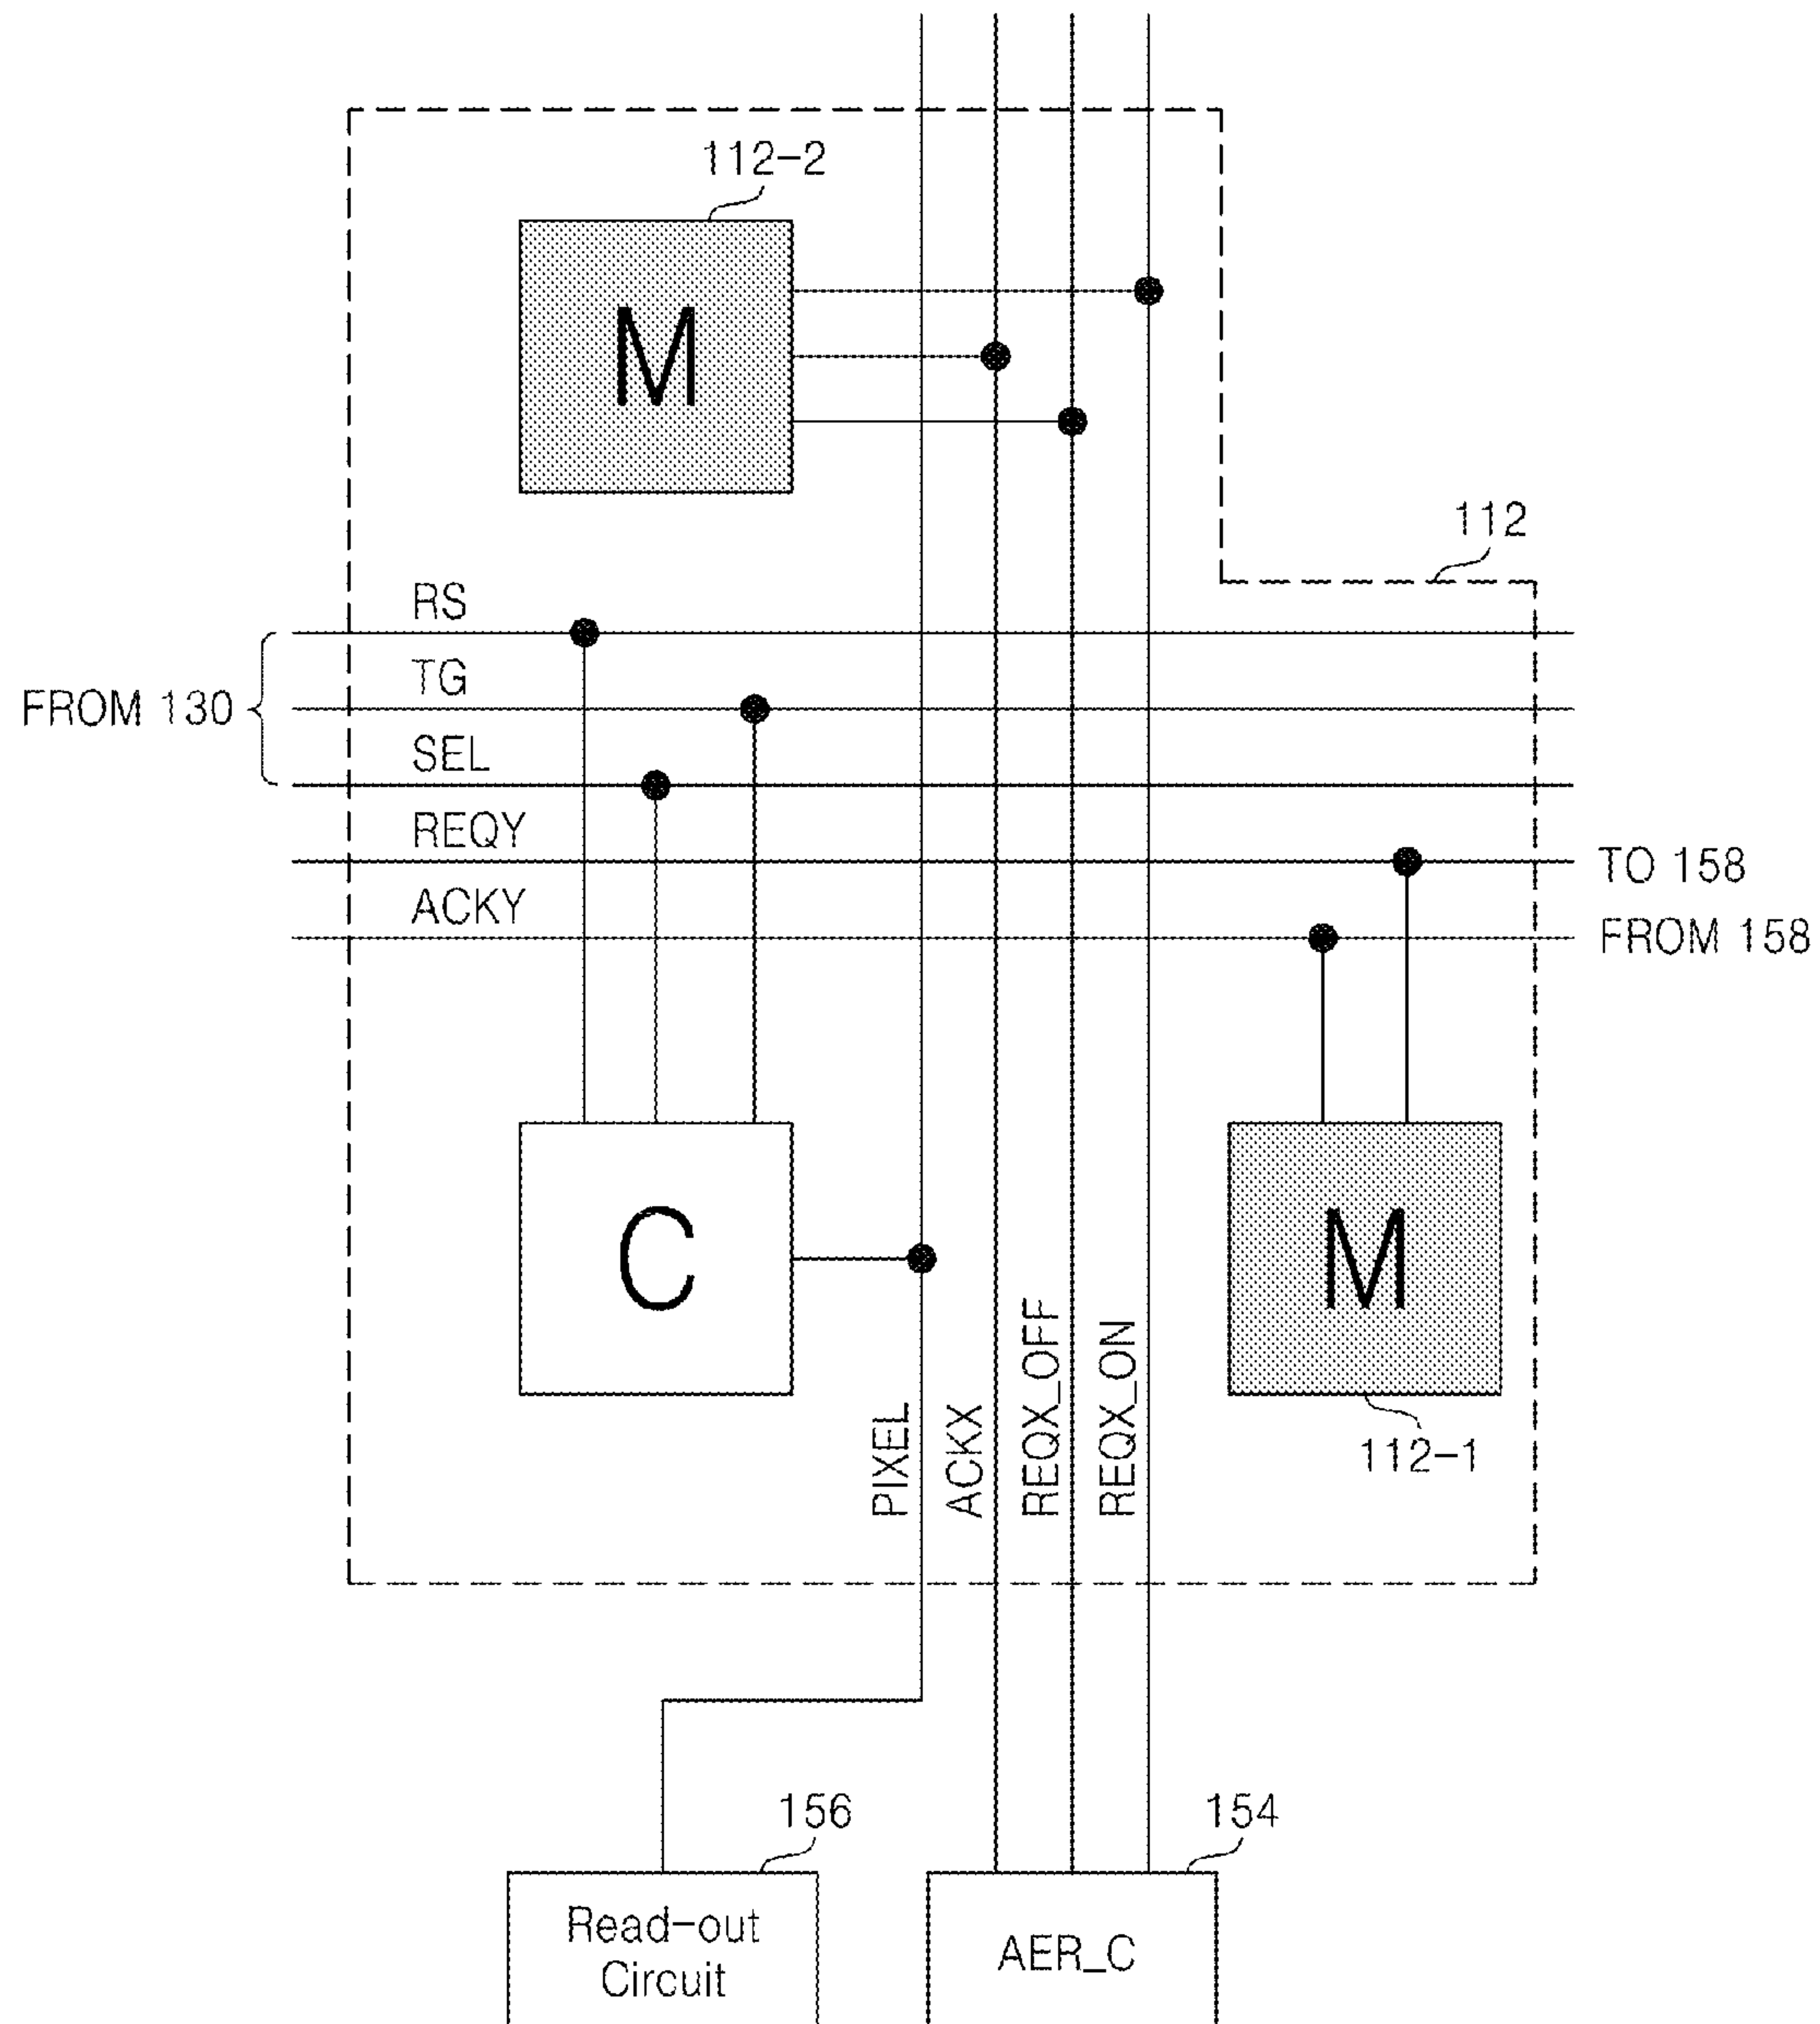 112-2
M
112
RS
TG
FROM 130
SEL
REQY
TO 158
ACKY
FROM 158
C
M
PIXEL
ACKX
REQX_OFF
REQX_ON
112-1
156
154
Read-out
Circuit
AER_C